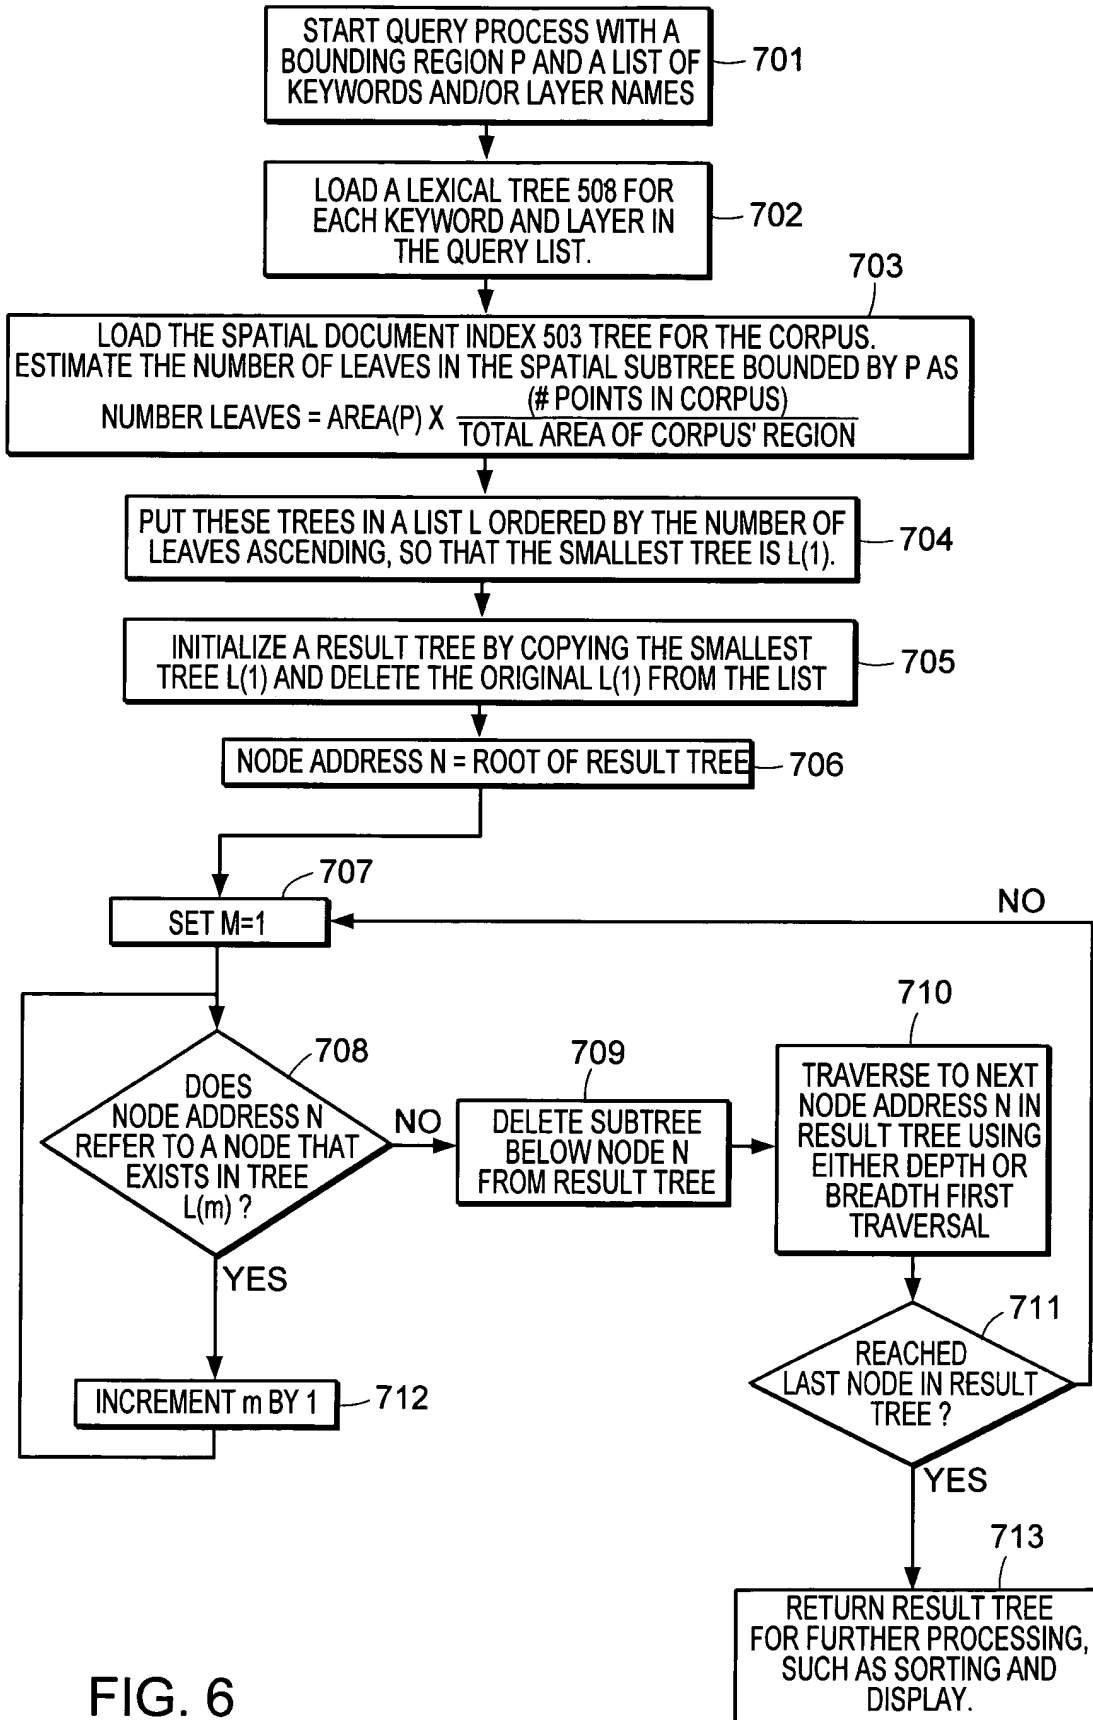 START QUERY PROCESS WITH A
BOUNDING REGION P AND A LIST OF
KEYWORDS AND/OR LAYER NAMES
701
LOAD A LEXICAL TREE 508 FOR
EACH KEYWORD AND LAYER IN
THE QUERY LIST.
702
703
LOAD THE SPATIAL DOCUMENT INDEX 503 TREE FOR THE CORPUS.
ESTIMATE THE NUMBER OF LEAVES IN THE SPATIAL SUBTREE BOUNDED BY P AS
(# POINTS IN CORPUS)
NUMBER LEAVES = AREA(P) X
TOTAL AREA OF CORPUS' REGION
PUT THESE TREES IN A LIST L ORDERED BY THE NUMBER OF
LEAVES ASCENDING, SO THAT THE SMALLEST TREE IS L(1).
704
INITIALIZE A RESULT TREE BY COPYING THE SMALLEST
TREE L(1) AND DELETE THE ORIGINAL L(1) FROM THE LIST
705
NODE ADDRESS N = ROOT OF RESULT TREE
706
707
SET M=1
NO
708
DOES
NODE ADDRESS N
REFER TO A NODE THAT
EXISTS IN TREE
L(m) ?
NO
YES
709
DELETE SUBTREE
BELOW NODE N
FROM RESULT TREE
710
TRAVERSE TO NEXT
NODE ADDRESS N IN
RESULT TREE USING
EITHER DEPTH OR
BREADTH FIRST
TRAVERSAL
711
REACHED
LAST NODE IN RESULT
TREE ?
INCREMENT m BY 1
712
YES
713
RETURN RESULT TREE
FOR FURTHER PROCESSING,
SUCH AS SORTING AND
DISPLAY.
FIG. 6